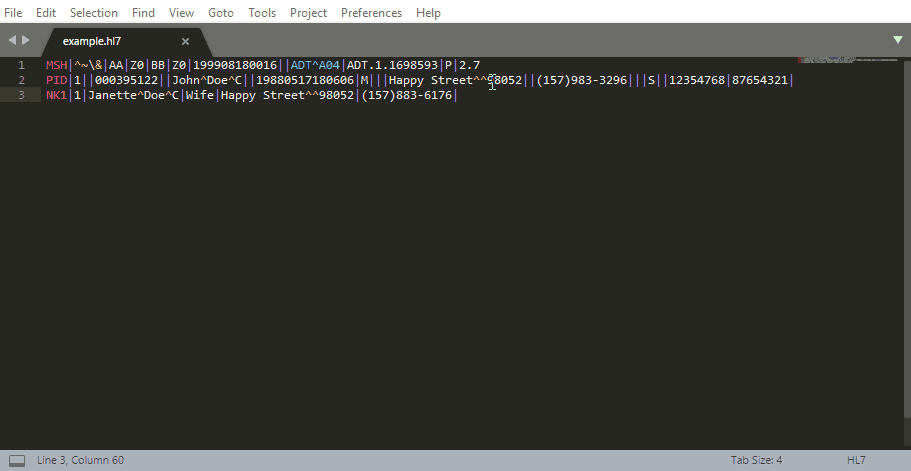 File Edit Selection Find View Goto Tools Project Preferences Help
example.hl7
1 MSH|^~\&|AA|Z0|BB|Z0|199908180016||ADT^A04|ADT.1.1698593|P|2.7
2 PID|1||000395122||John^Doe^C||19880517180606|M|||Happy Street^^98052||(157)983-3296|||S||12354768|87654321|
3 NK1|1|Janette^Doe^C|Wife|Happy Street^^98052|(157)883-6176|
Line 3, Column 60 Tab Size: 4 HL7